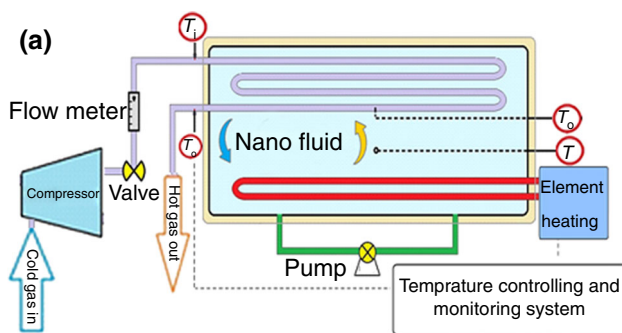 (a)
Ti
Flow meter
Compressor
Valve
Cold gas in
Hot gas out
To
Nano fluid
To
T
Element
heating
Pump
Temprature controlling and
monitoring system